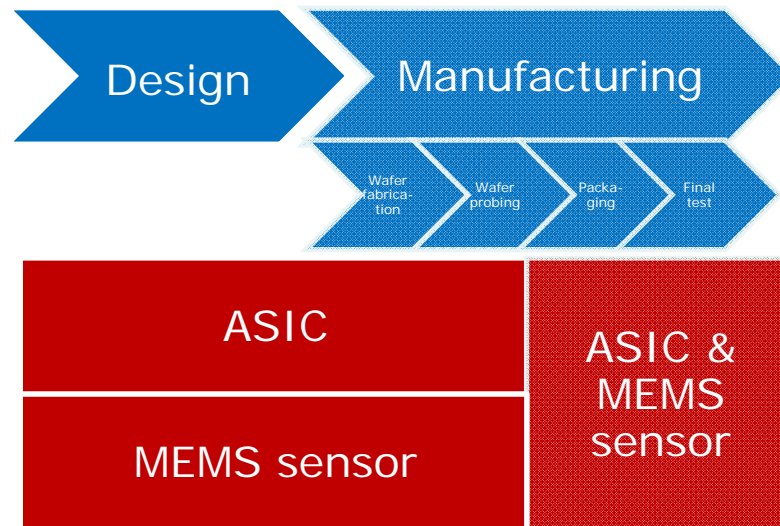 Design
Manufacturing
Wafer
fabrica-
tion
Wafer
probing
Packa-
ging
Final
test
ASIC
MEMS sensor
ASIC &
MEMS
sensor